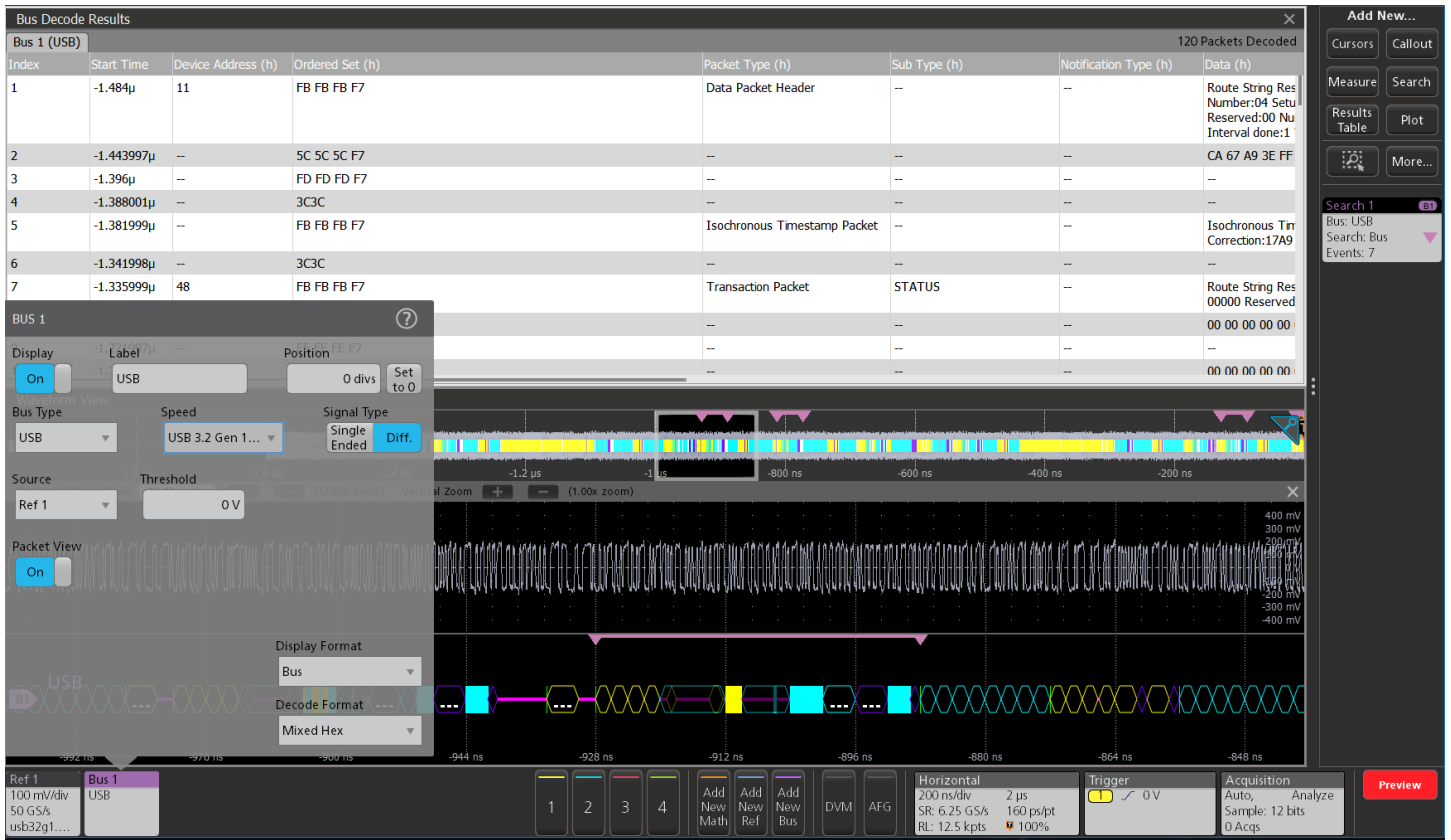 Bus Decode Results
Bus 1 (USB)
120 Packets Decoded
Index Start Time Device Address (h) Ordered Set (h) Packet Type (h) Sub Type (h) Notification Type (h) Data (h)
1 -1.484µ 11 FB FB FB F7 Data Packet Header -- -- Route String Res
Number:04 Setu
Reserved:00 Nu
Interval done:1
2 -1.443997µ -- 5C 5C 5C F7 -- -- -- CA 67 A9 3E FF
3 -1.396µ -- FD FD FD F7 -- -- -- --
4 -1.388001µ -- 3C3C -- -- -- --
5 -1.381999µ -- FB FB FB F7 Isochronous Timestamp Packet -- -- Isochronous Tim
Correction:17A9
6 -1.341998µ -- 3C3C -- -- -- --
7 -1.335999µ 48 FB FB FB F7 Transaction Packet STATUS -- Route String Res
00000 Reserved
-- -- -- 00 00 00 00 00
-- -- -- --
-- -- -- 00 00 00 00 00
BUS 1
?
Display Label Position
On USB 0 divs Set
to 0
Waveform View
Bus Type Speed Signal Type
USB USB 3.2 Gen 1... Single
Ended Diff.
Source Threshold
Ref 1 0 V
Packet View
On
Display Format
Bus
Decode Format
Mixed Hex
-1.2 µs -1 µs -800 ns -600 ns -400 ns -200 ns
Vertical Zoom + − (1.00x zoom)
400 mV
300 mV
200 mV
-200 mV
-300 mV
-400 mV
B1 USB
-992 ns -976 ns -960 ns -944 ns -928 ns -912 ns -896 ns -880 ns -864 ns -848 ns
Add New...
Cursors Callout
Measure Search
Results
Table
Plot
More...
Search 1 B1
Bus: USB
Search: Bus
Events: 7
Ref 1
100 mV/div
50 GS/s
usb32g1....
Bus 1
USB
1
2
3
4
Add
New
Math
Add
New
Ref
Add
New
Bus
DVM
AFG
Horizontal
200 ns/div 2 µs
SR: 6.25 GS/s 160 ps/pt
RL: 12.5 kpts 100%
Trigger
1 0 V
Acquisition
Auto, Analyze
Sample: 12 bits
0 Acqs
Preview